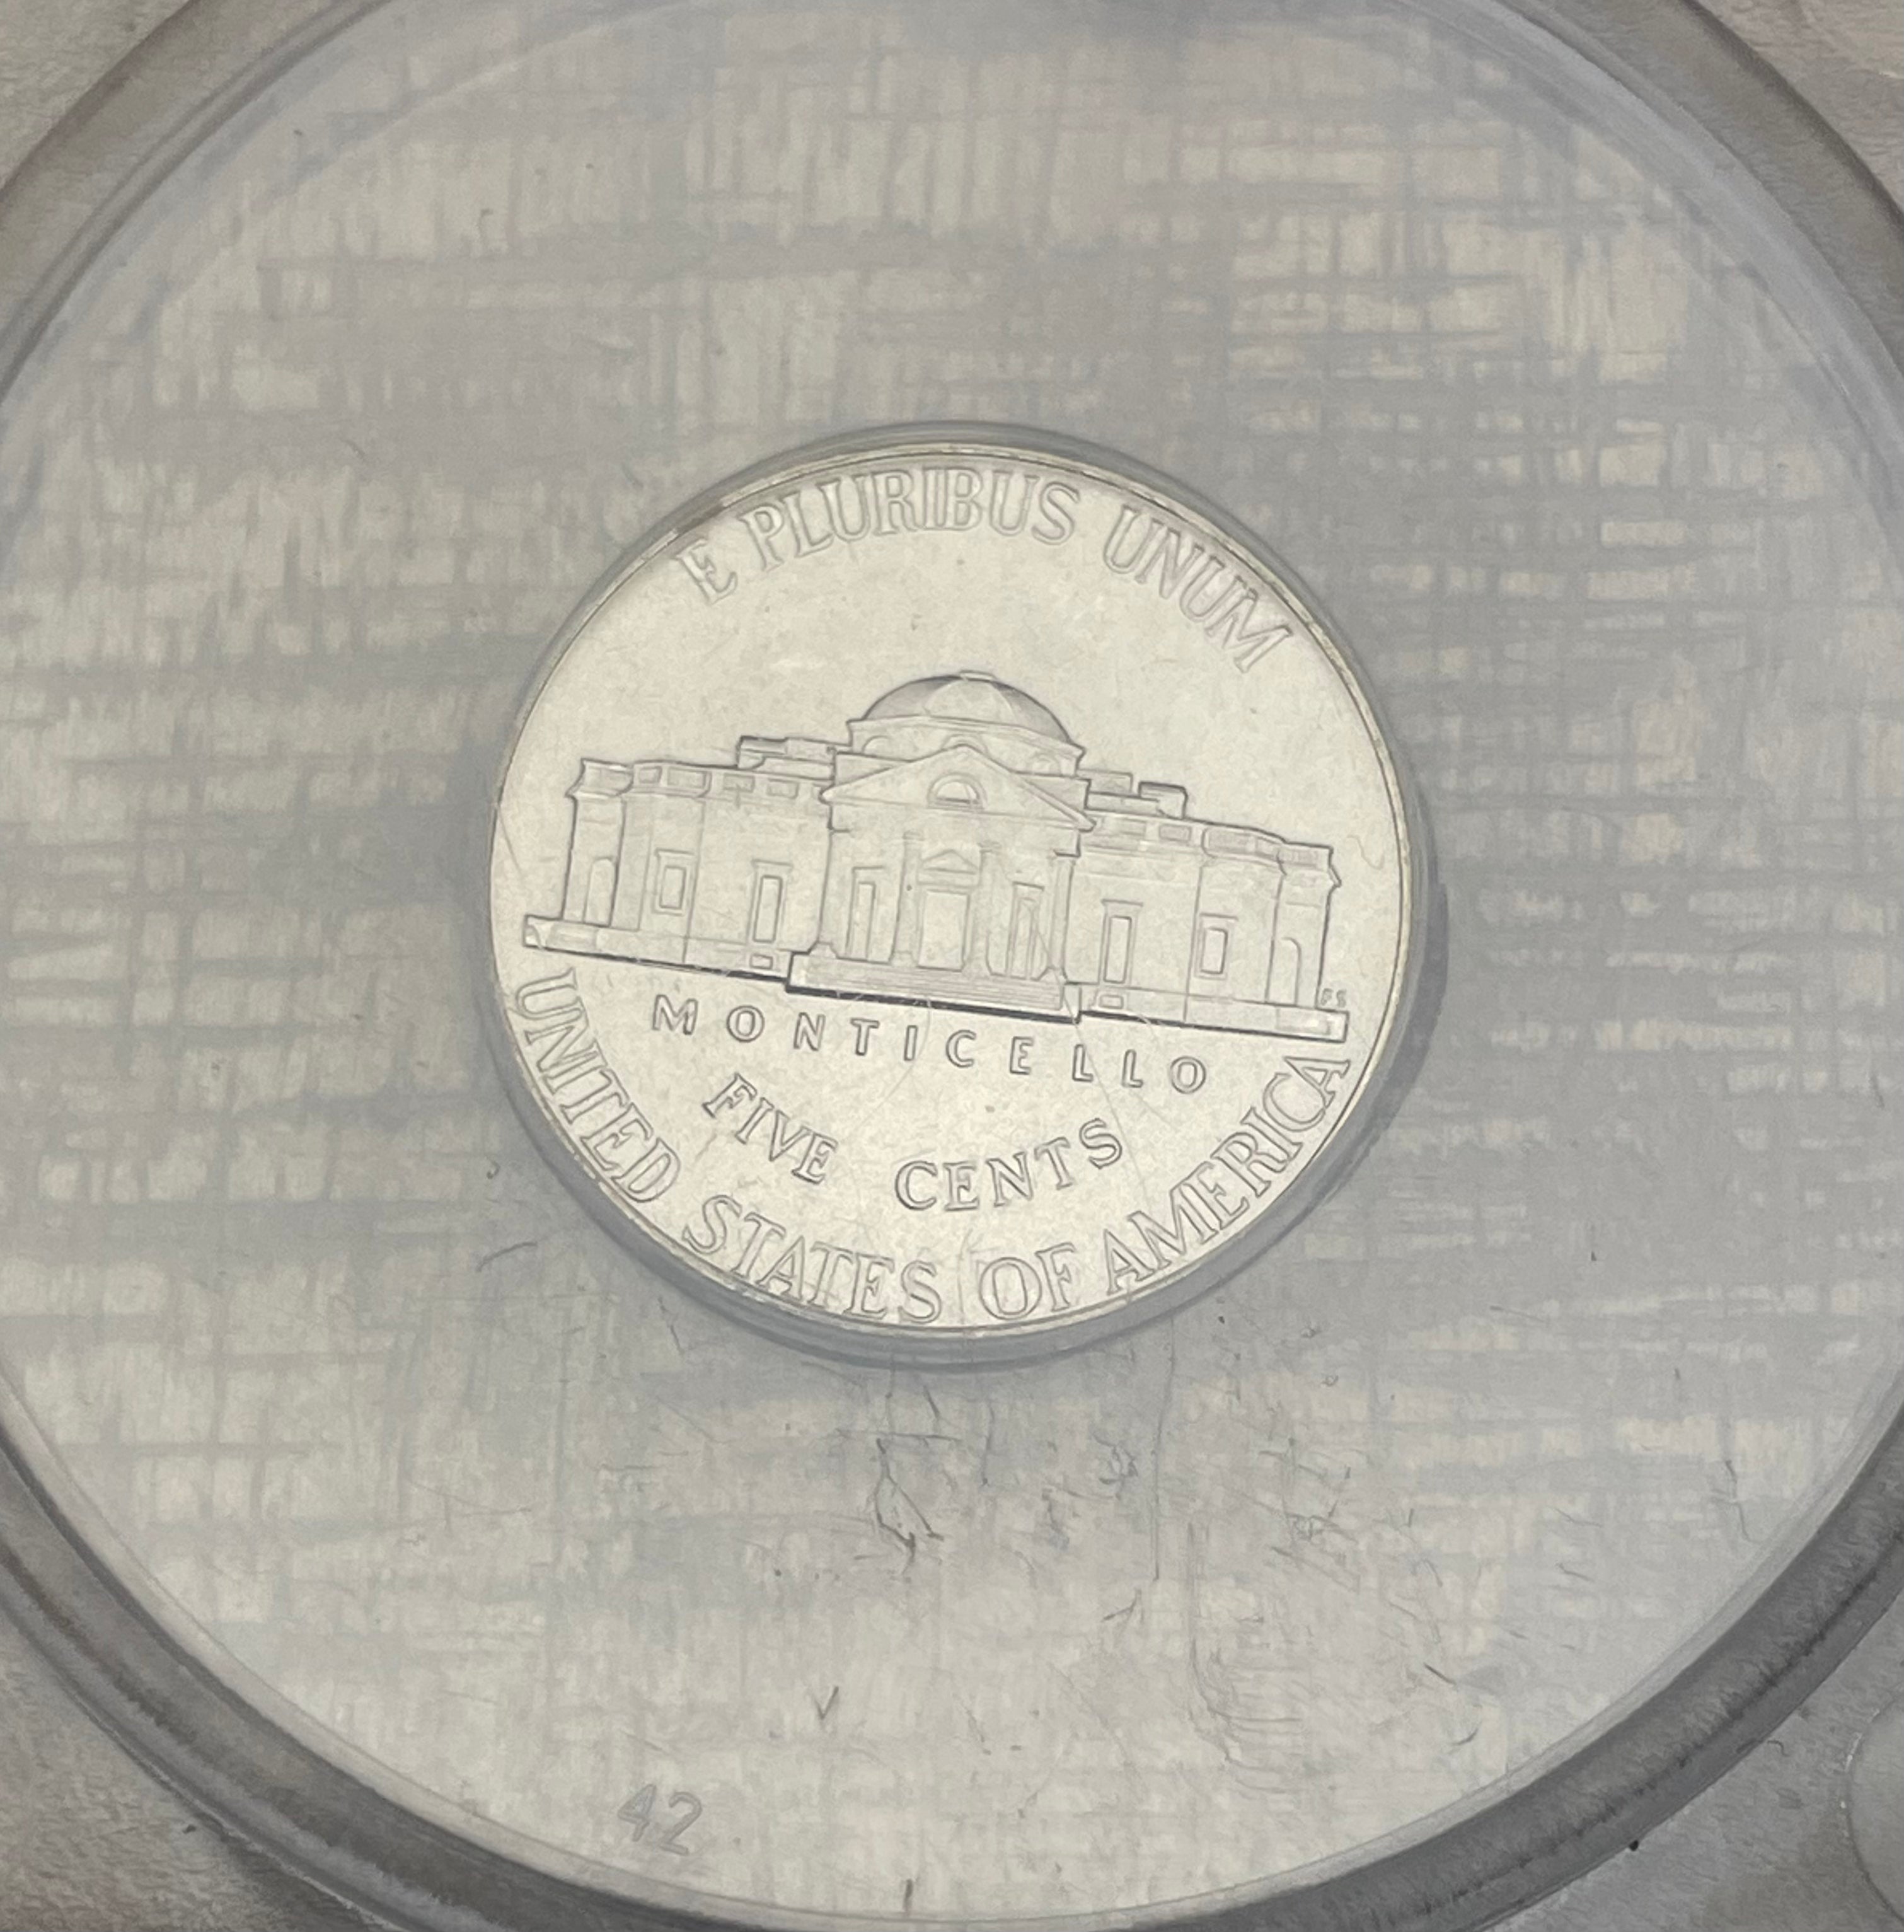 E PLURIBUS UNUM
FS
MONTICELLO
FIVE CENTS
UNITED STATES OF AMERICA
42